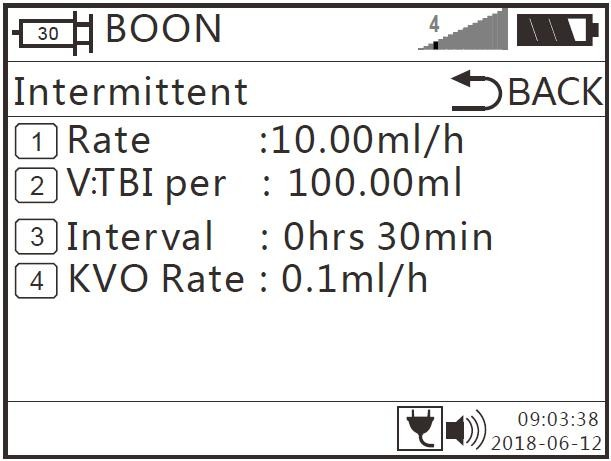 30 BOON 4
Intermittent BACK
1 Rate :10.00ml/h
2 V:TBI per : 100.00ml
3 Interval : 0hrs 30min
4 KVO Rate : 0.1ml/h
09:03:38
2018-06-12